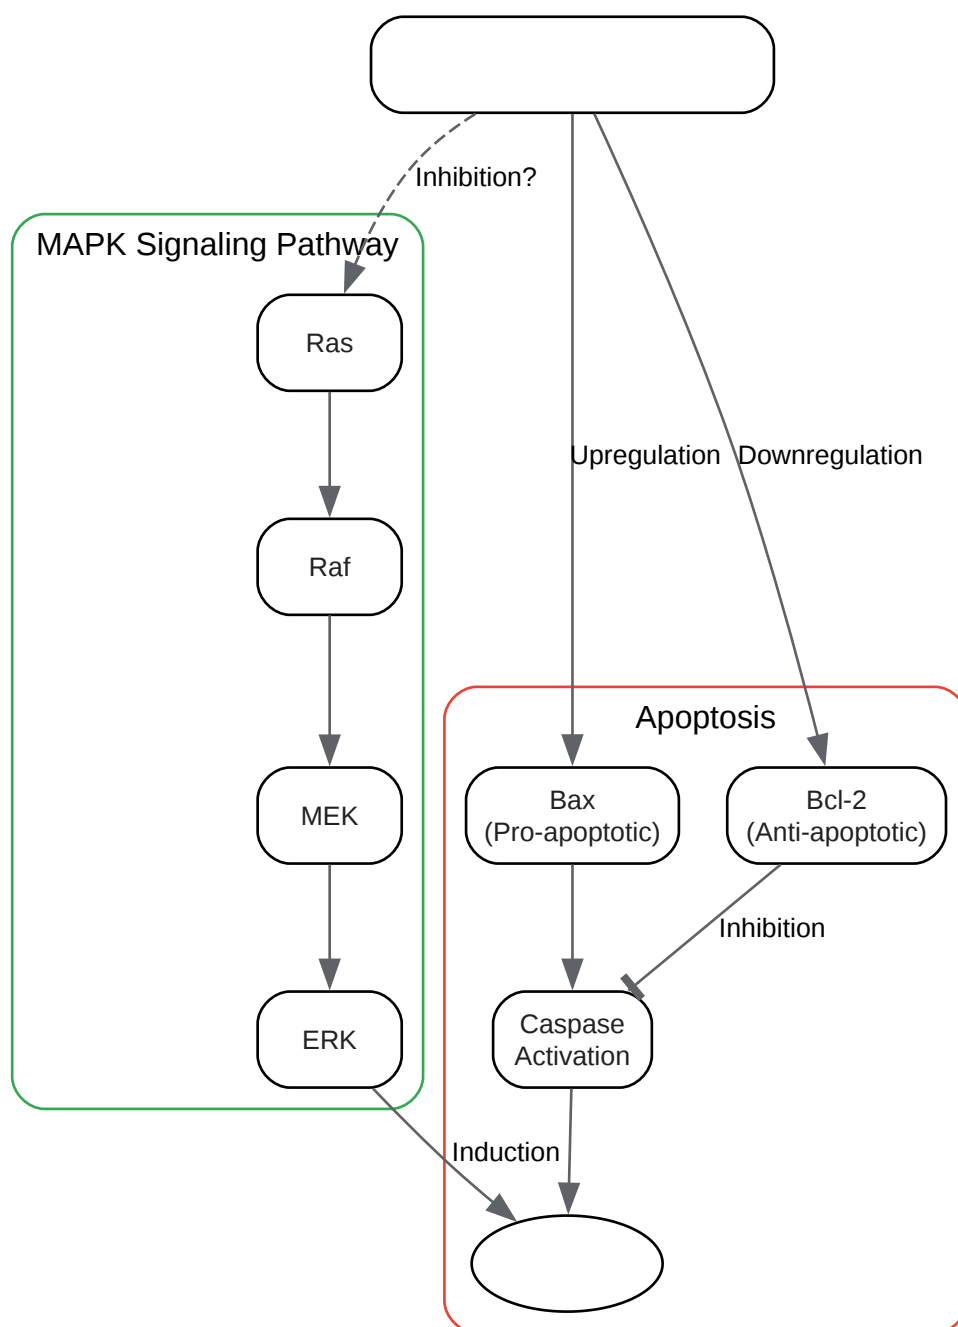 Inhibition?
MAPK Signaling Pathway
Ras
Raf
Upregulation
Downregulation
Apoptosis
MEK
Bax
(Pro-apoptotic)
Bcl-2
(Anti-apoptotic)
Inhibition
ERK
Caspase
Activation
Induction